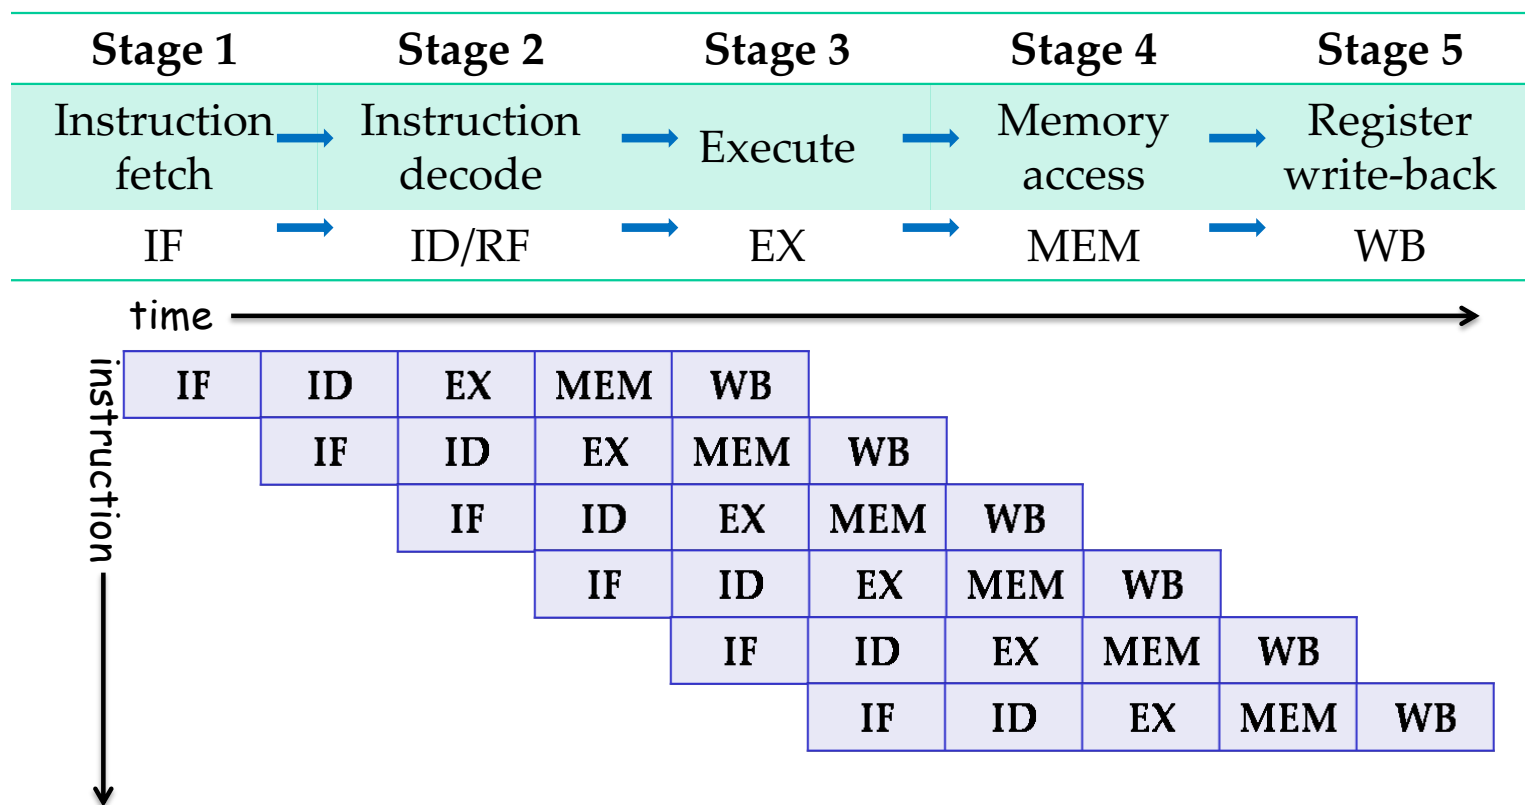 Stage 1 Stage 2 Stage 3 Stage 4 Stage 5
Instruction fetch Instruction decode Execute Memory access Register write-back
IF ID/RF EX MEM WB
time
instruction
IF ID EX MEM WB
IF ID EX MEM WB
IF ID EX MEM WB
IF ID EX MEM WB
IF ID EX MEM WB
IF ID EX MEM WB